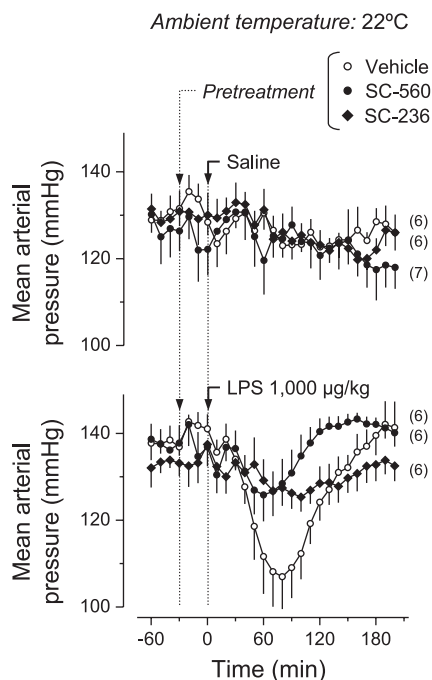 Ambient temperature: 22ºC
Vehicle
Pretreatment
SC-560
SC-236
Saline
140
120
100
Mean arterial
pressure (mmHg)
(6)
(6)
(7)
LPS 1,000 µg/kg
140
120
100
Mean arterial
pressure (mmHg)
(6)
(6)
(6)
-60
0
60
120
180
Time (min)